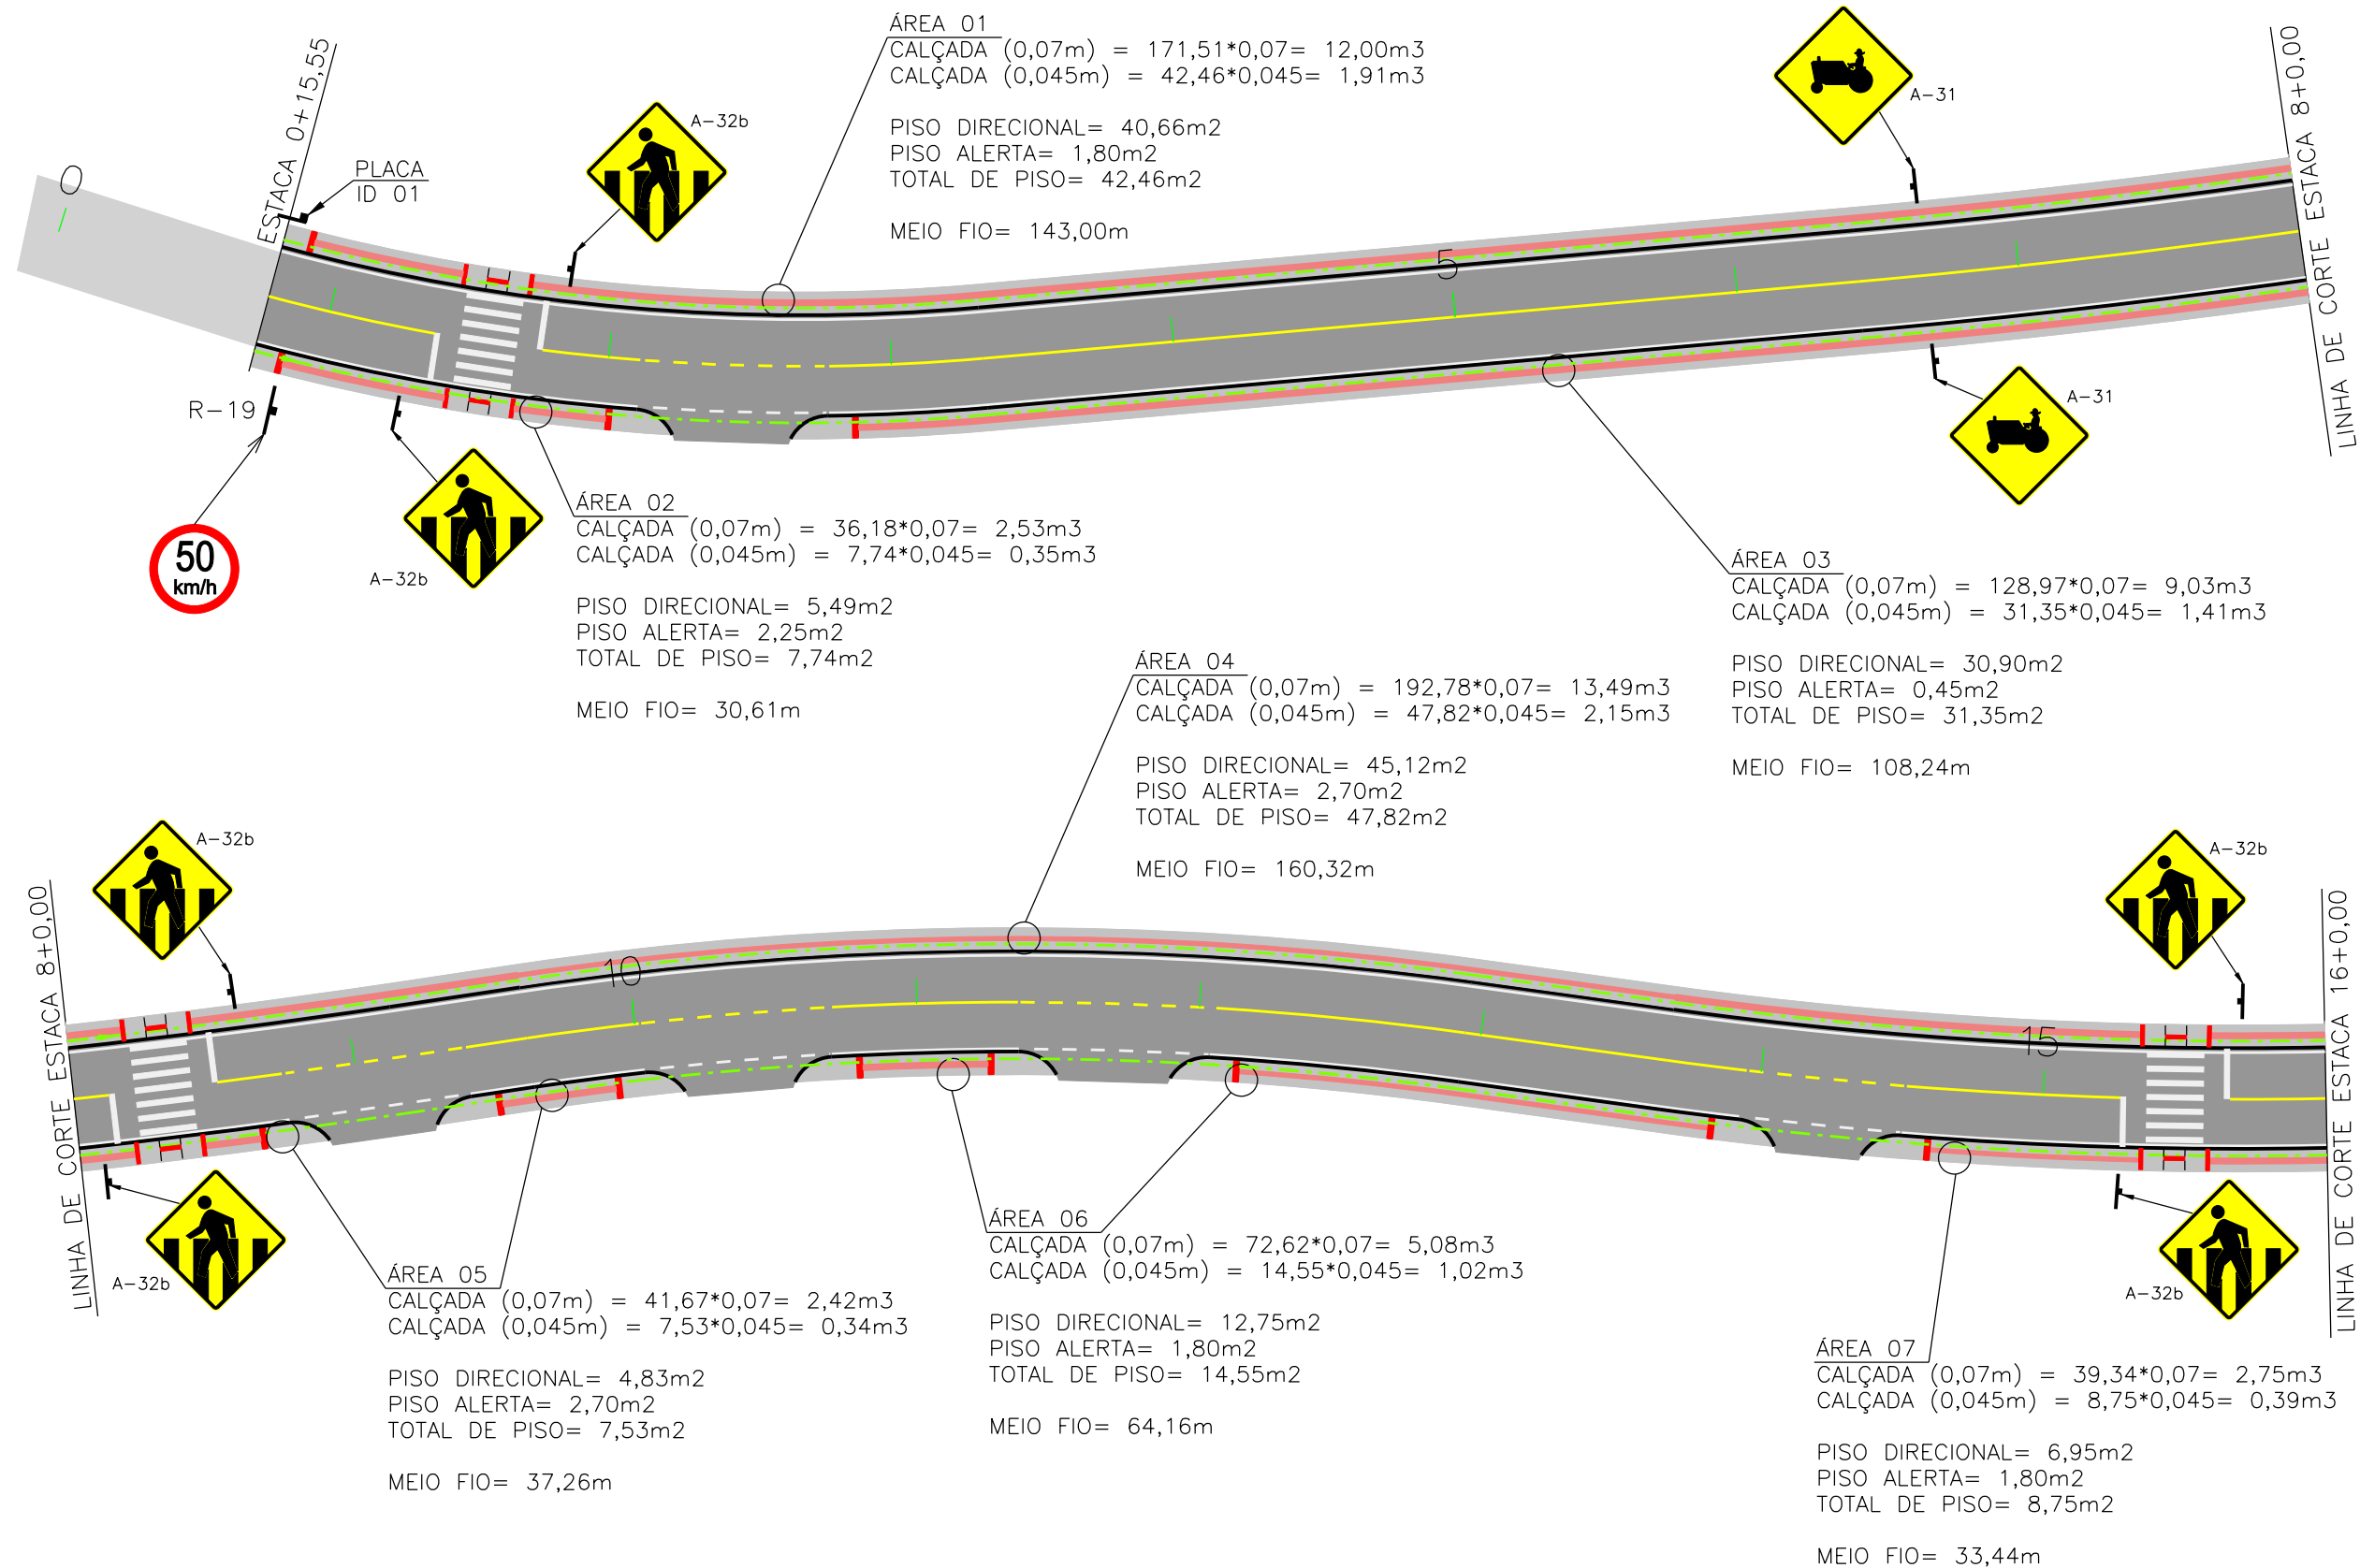 ÁREA 01
CALÇADA (0,07m) = 171,51*0,07= 12,00m3
CALÇADA (0,045m) = 42,46*0,045= 1,91m3
PISO DIRECIONAL= 40,66m2
PISO ALERTA= 1,80m2
TOTAL DE PISO= 42,46m2
MEIO FIO= 143,00m
ESTACA 0+15,55
0
PLACA
ID 01
A-32b
A-31
LINHA DE CORTE ESTACA 8+0,00
5
R-19
50
km/h
A-32b
A-31
ÁREA 02
CALÇADA (0,07m) = 36,18*0,07= 2,53m3
CALÇADA (0,045m) = 7,74*0,045= 0,35m3
PISO DIRECIONAL= 5,49m2
PISO ALERTA= 2,25m2
TOTAL DE PISO= 7,74m2
MEIO FIO= 30,61m
ÁREA 03
CALÇADA (0,07m) = 128,97*0,07= 9,03m3
CALÇADA (0,045m) = 31,35*0,045= 1,41m3
PISO DIRECIONAL= 30,90m2
PISO ALERTA= 0,45m2
TOTAL DE PISO= 31,35m2
MEIO FIO= 108,24m
ÁREA 04
CALÇADA (0,07m) = 192,78*0,07= 13,49m3
CALÇADA (0,045m) = 47,82*0,045= 2,15m3
PISO DIRECIONAL= 45,12m2
PISO ALERTA= 2,70m2
TOTAL DE PISO= 47,82m2
MEIO FIO= 160,32m
LINHA DE CORTE ESTACA 8+0,00
A-32b
A-32b
10
15
LINHA DE CORTE ESTACA 16+0,00
A-32b
A-32b
ÁREA 05
CALÇADA (0,07m) = 41,67*0,07= 2,42m3
CALÇADA (0,045m) = 7,53*0,045= 0,34m3
PISO DIRECIONAL= 4,83m2
PISO ALERTA= 2,70m2
TOTAL DE PISO= 7,53m2
MEIO FIO= 37,26m
ÁREA 06
CALÇADA (0,07m) = 72,62*0,07= 5,08m3
CALÇADA (0,045m) = 14,55*0,045= 1,02m3
PISO DIRECIONAL= 12,75m2
PISO ALERTA= 1,80m2
TOTAL DE PISO= 14,55m2
MEIO FIO= 64,16m
ÁREA 07
CALÇADA (0,07m) = 39,34*0,07= 2,75m3
CALÇADA (0,045m) = 8,75*0,045= 0,39m3
PISO DIRECIONAL= 6,95m2
PISO ALERTA= 1,80m2
TOTAL DE PISO= 8,75m2
MEIO FIO= 33,44m